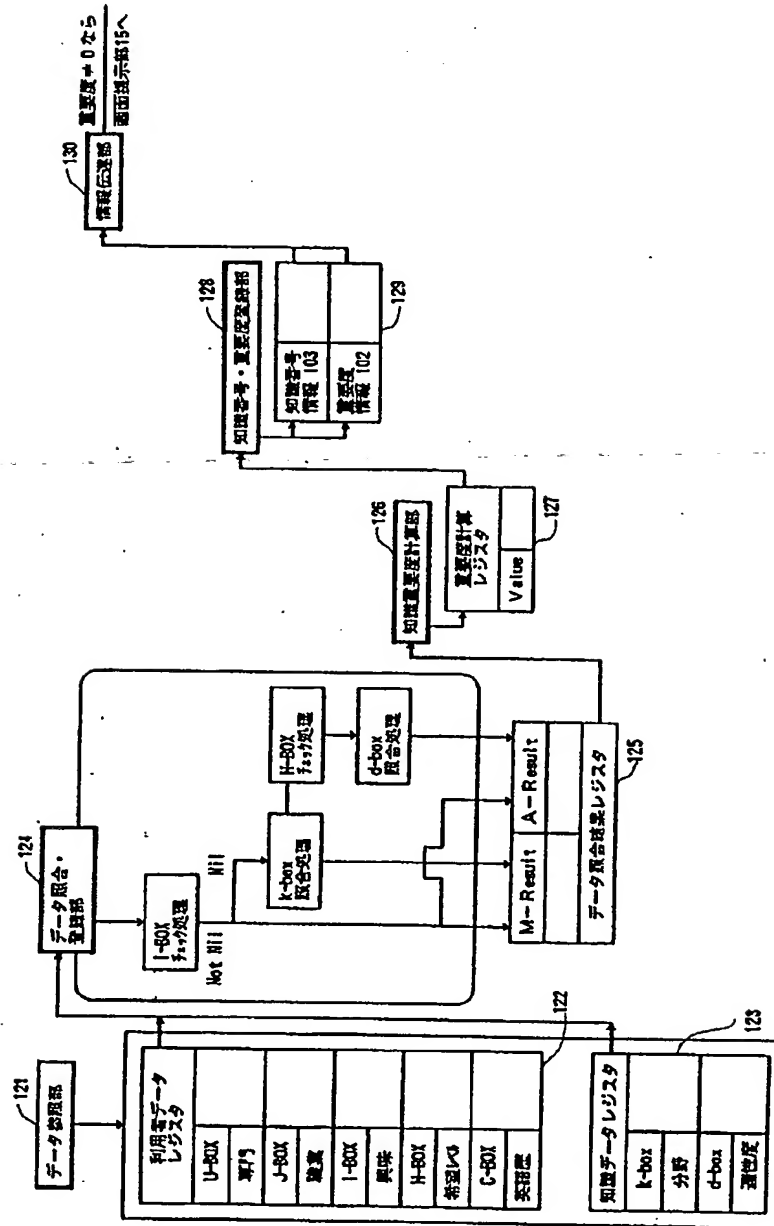 121
データ参照部
利用者データ
レジスタ
U-BOX
専門
J-BOX
職業
I-BOX
興味
H-BOX
希望レベル
C-BOX
122
知識データレジスタ
k-box
分野
d-box
適性度
123
124
データ照合・
登録部
I-BOX
チェック処理
Not Nil
Nil
k-box
照合処理
H-BOX
チェック処理
d-box
照合処理
M-Result
A-Result
データ照合結果レジスタ
125
126
知識重要度計算部
重要度計算
レジスタ
Value
127
128
知識番号・重要度登録部
知識番号
情報 103
重要度
情報 102
129
130
情報伝達部
重要度≠0なら
画面提示部15へ